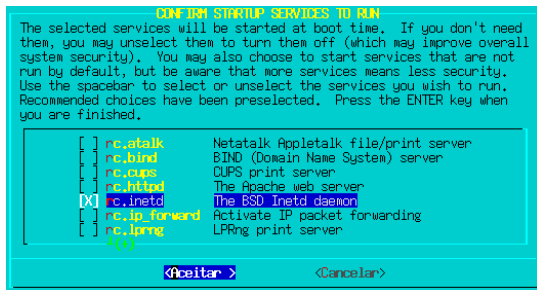 CONFIRM STARTUP SERVICES TO RUN
The selected services will be started at boot time.  If you don't need
them, you may unselect them to turn them off (which may improve overall
system security).  You may also choose to start services that are not
run by default, but be aware that more services means less security.
Use the spacebar to select or unselect the services you wish to run.
Recommended choices have been preselected.  Press the ENTER key when
you are finished.
[ ] rc.atalk Netatalk Appletalk file/print server
[ ] rc.bind BIND (Domain Name System) server
[ ] rc.cups CUPS print server
[ ] rc.httpd The Apache web server
[X] rc.inetd The BSD Inetd daemon
[ ] rc.ip_forward Activate IP packet forwarding
[ ] rc.lprng LPRng print server
┴(+)
<Aceitar > <Cancelar>